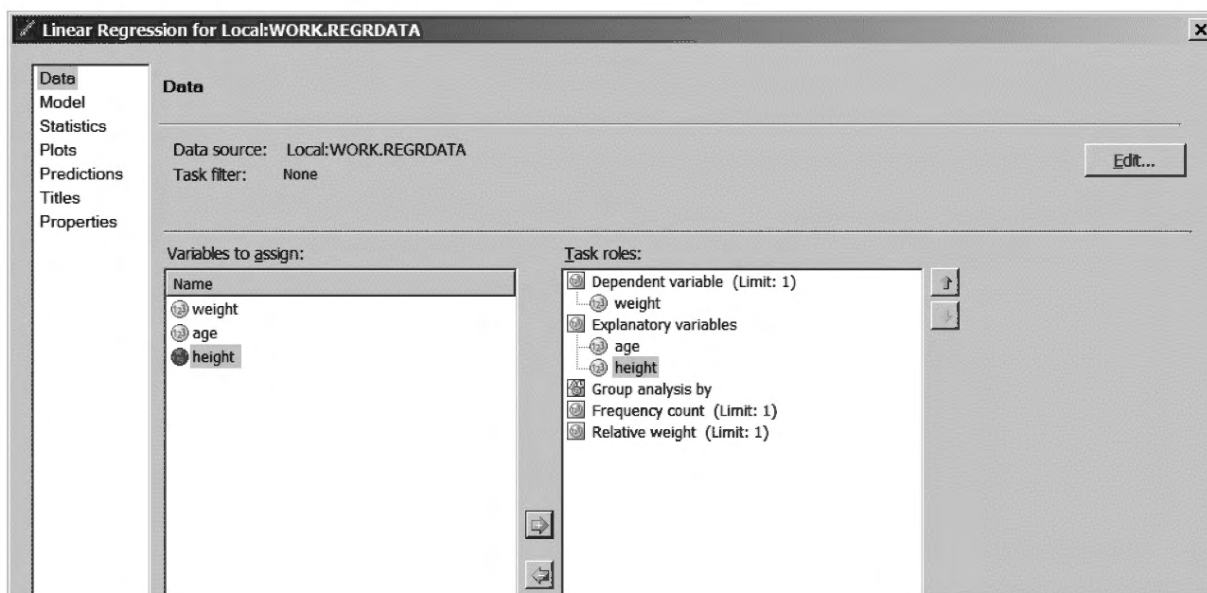 Linear Regression for Local:WORK.REGRDATA
Data
Model
Statistics
Plots
Predictions
Titles
Properties
Data
Data source: Local:WORK.REGRDATA
Task filter: None
Edit...
Variables to assign:
Name
weight
age
height
Task roles:
Dependent variable (Limit: 1)
weight
Explanatory variables
age
height
Group analysis by
Frequency count (Limit: 1)
Relative weight (Limit: 1)